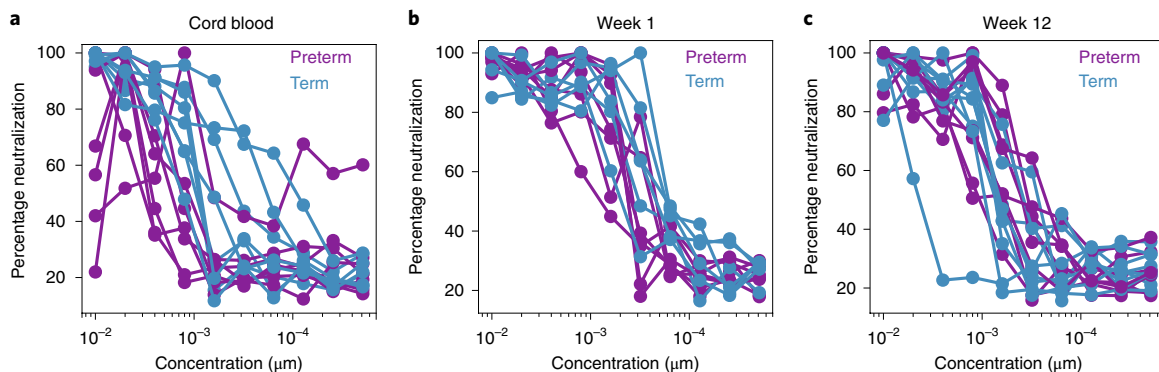 a
Cord blood
Percentage neutralization
100
80
60
40
20
Preterm
Term
10⁻² 10⁻³ 10⁻⁴
Concentration (μm)
b
Week 1
Percentage neutralization
100
80
60
40
20
Preterm
Term
10⁻² 10⁻³ 10⁻⁴
Concentration (μm)
c
Week 12
Percentage neutralization
100
80
60
40
20
Preterm
Term
10⁻² 10⁻³ 10⁻⁴
Concentration (μm)